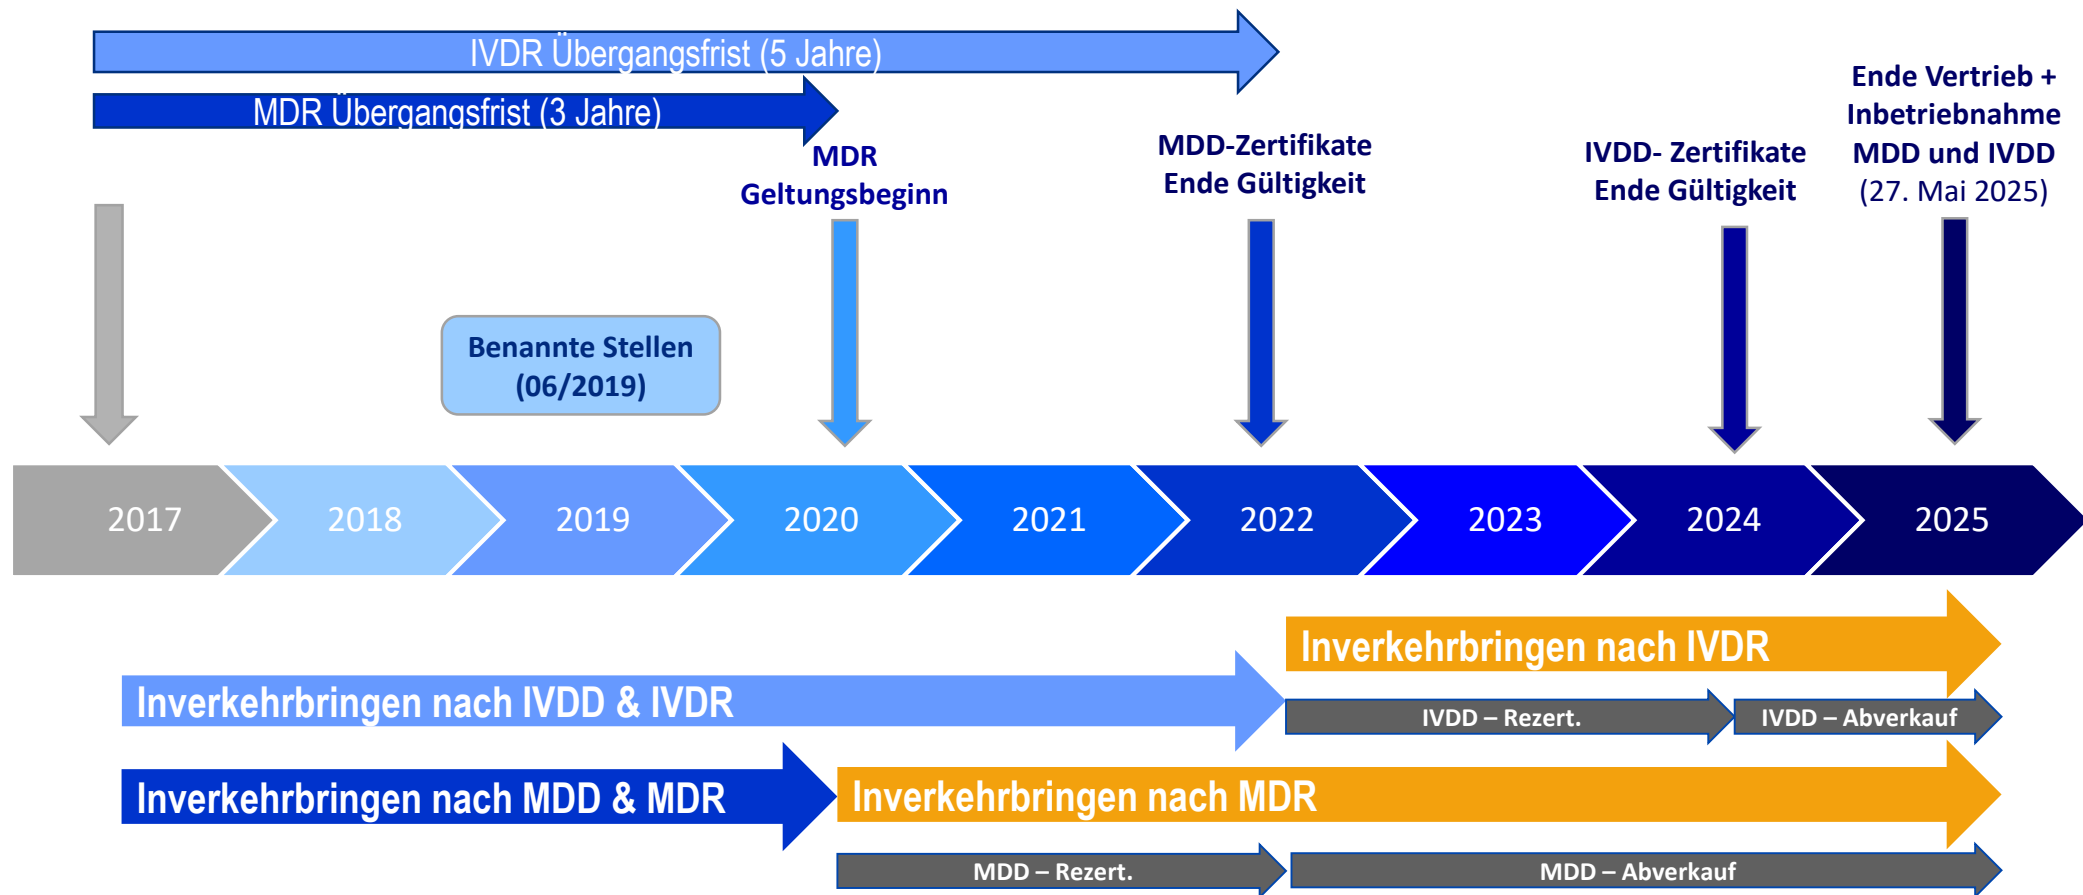 IVDR Übergangsfrist (5 Jahre)
MDR Übergangsfrist (3 Jahre)
MDR
Geltungsbeginn
MDD-Zertifikate
Ende Gültigkeit
IVDD- Zertifikate
Ende Gültigkeit
Ende Vertrieb +
Inbetriebnahme
MDD und IVDD
(27. Mai 2025)
Benannte Stellen
(06/2019)
2017
2018
2019
2020
2021
2022
2023
2024
2025
Inverkehrbringen nach IVDR
Inverkehrbringen nach IVDD & IVDR
IVDD – Rezert.
IVDD – Abverkauf
Inverkehrbringen nach MDD & MDR
Inverkehrbringen nach MDR
MDD – Rezert.
MDD – Abverkauf